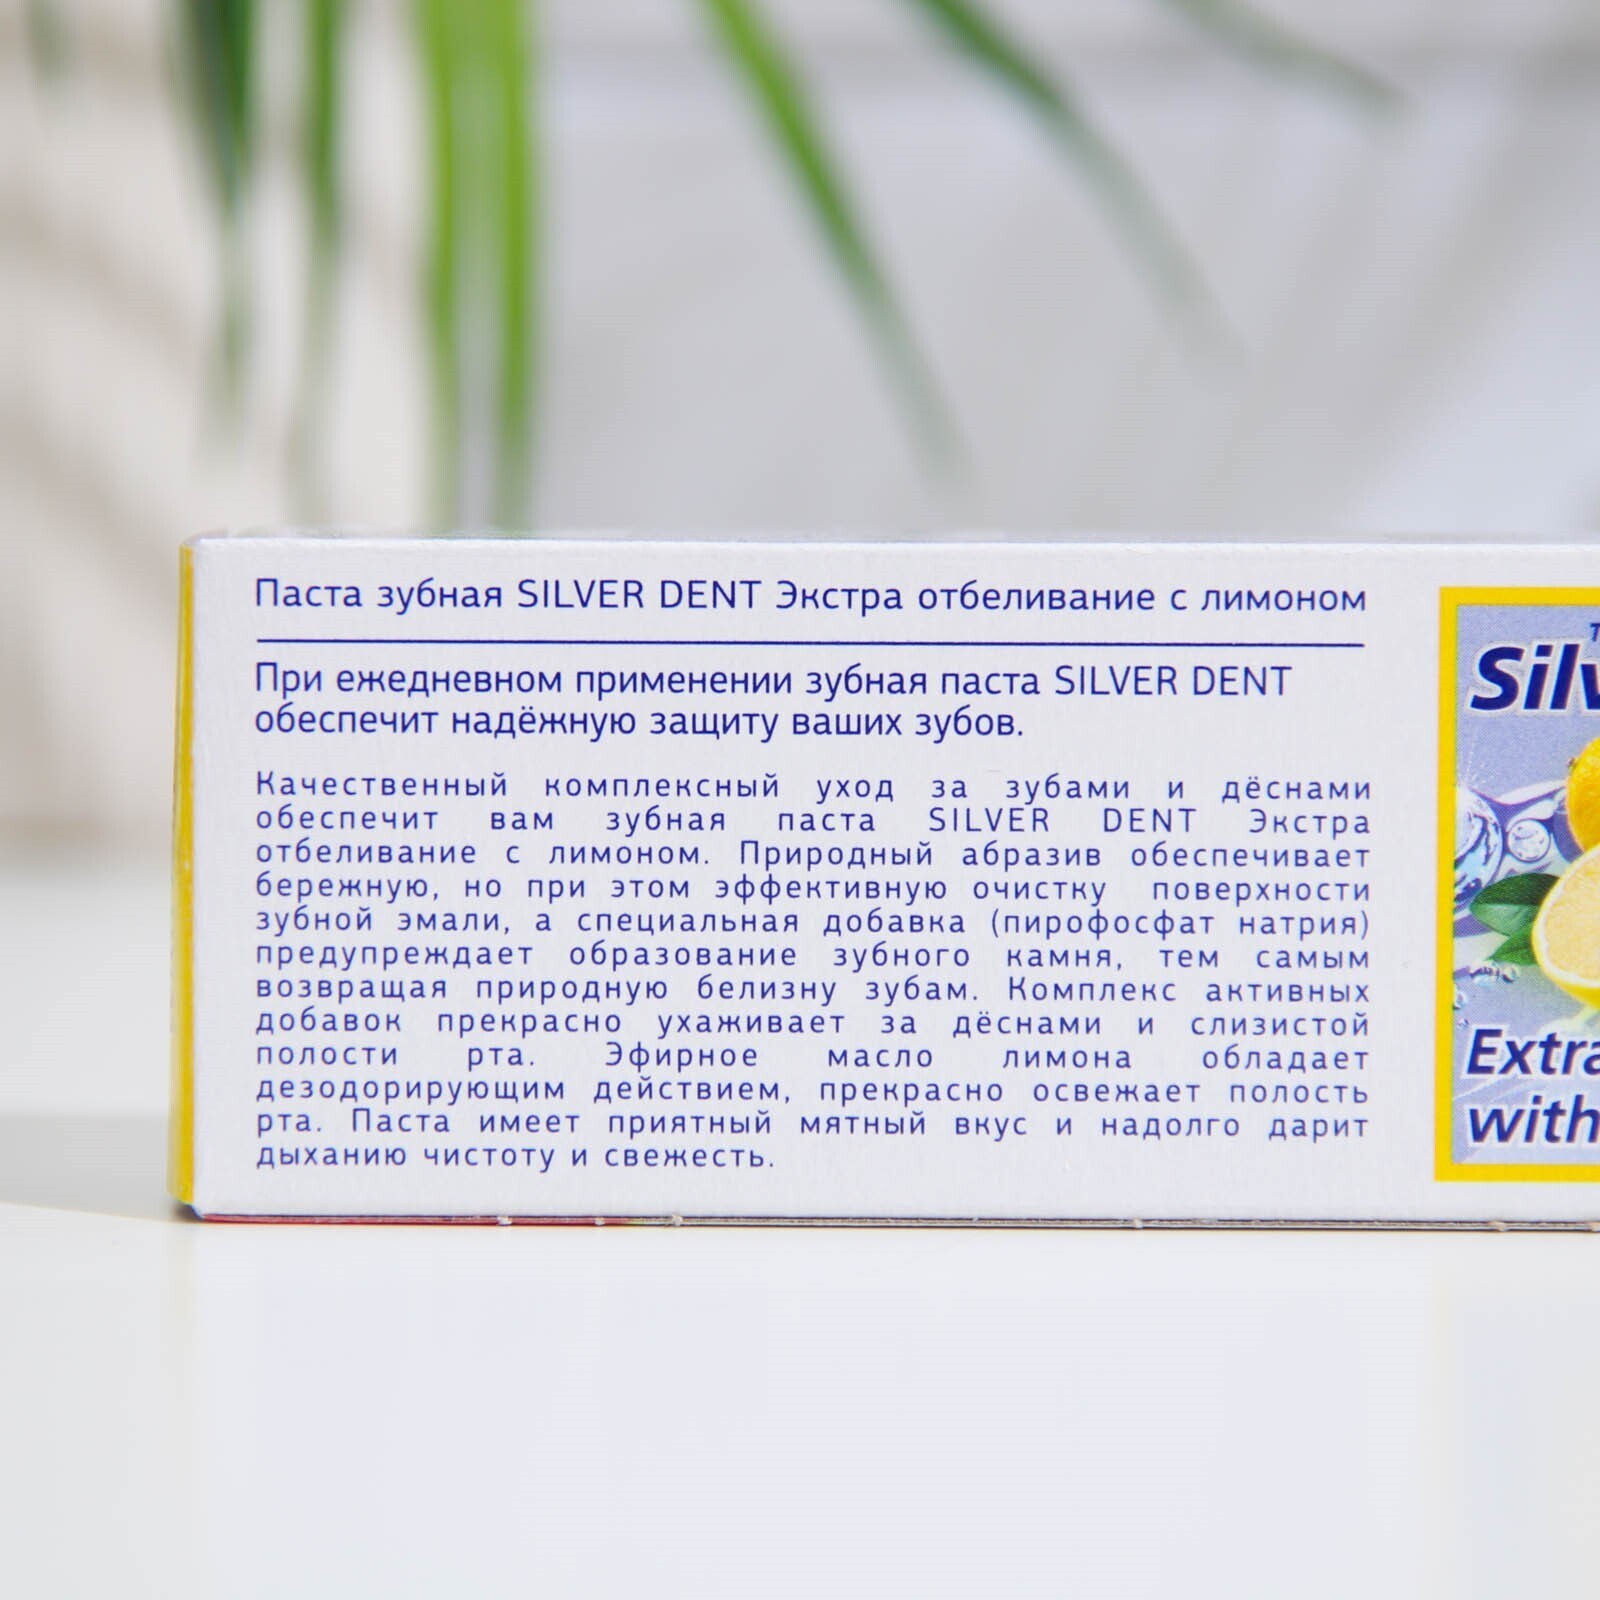 Паста зубная SILVER DENT Экстра отбеливание с лимоном
При ежедневном применении зубная паста SILVER DENT
обеспечит надёжную защиту ваших зубов.
Качественный комплексный уход за зубами и дёснами
обеспечит вам зубная паста SILVER DENT Экстра
отбеливание с лимоном. Природный абразив обеспечивает
бережную, но при этом эффективную очистку поверхности
зубной эмали, а специальная добавка (пирофосфат натрия)
предупреждает образование зубного камня, тем самым
возвращая природную белизну зубам. Комплекс активных
добавок прекрасно ухаживает за дёснами и слизистой
полости рта. Эфирное масло лимона обладает
дезодорирующим действием, прекрасно освежает полость
рта. Паста имеет приятный мятный вкус и надолго дарит
дыханию чистоту и свежесть.
Silv
Extra
with